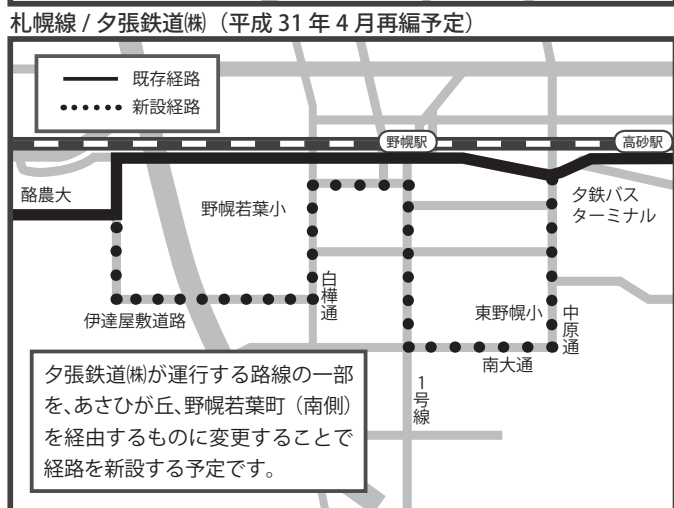 札幌線 / 夕張鉄道㈱（平成 31 年 4 月再編予定）
既存経路
新設経路
野幌駅
高砂駅
酪農大
野幌若葉小
夕鉄バス
ターミナル
白樺通
伊達屋敷道路
東野幌小
中原通
南大通
1号線
夕張鉄道㈱が運行する路線の一部
を、あさひが丘、野幌若葉町（南側）
を経由するものに変更することで
経路を新設する予定です。